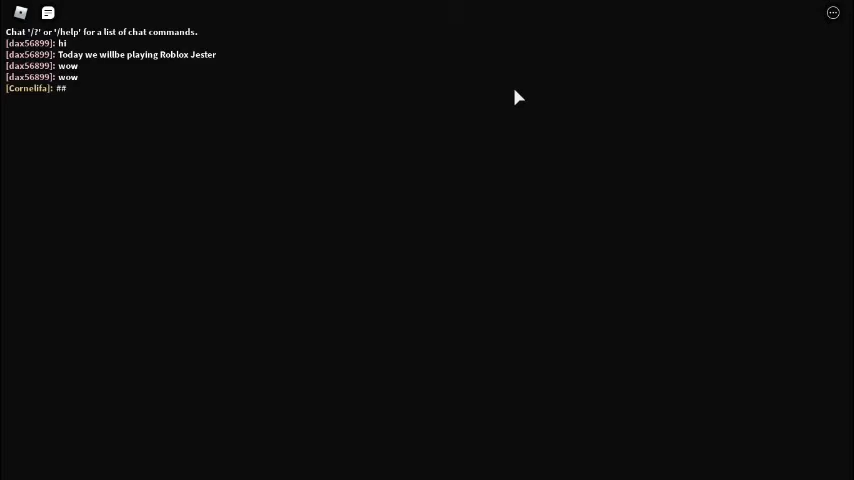 Chat '/?' or '/help' for a list of chat commands.
[dax56899]: hi
[dax56899]: Today we willbe playing Roblox Jester
[dax56899]: wow
[dax56899]: wow
[Cornelifa]: ##